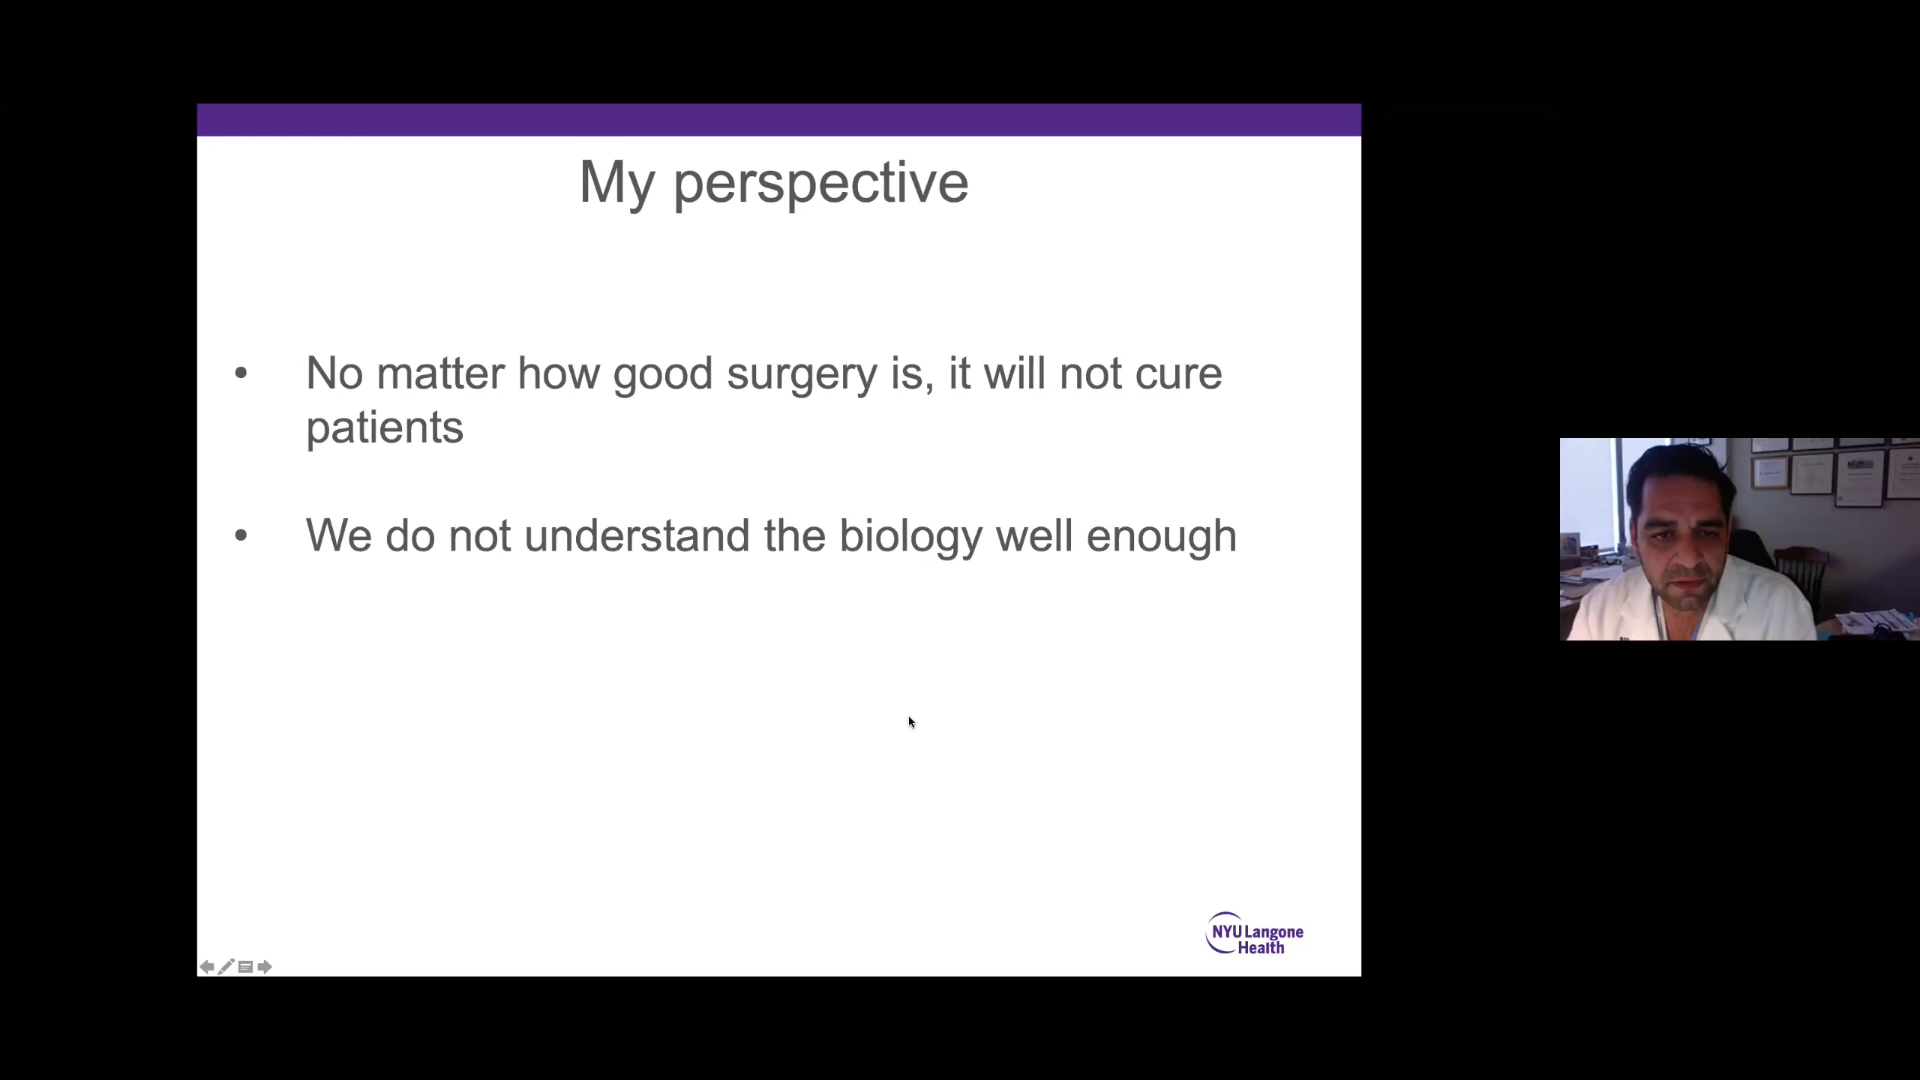 My perspective
• No matter how good surgery is, it will not cure
patients
• We do not understand the biology well enough
NYU Langone
Health